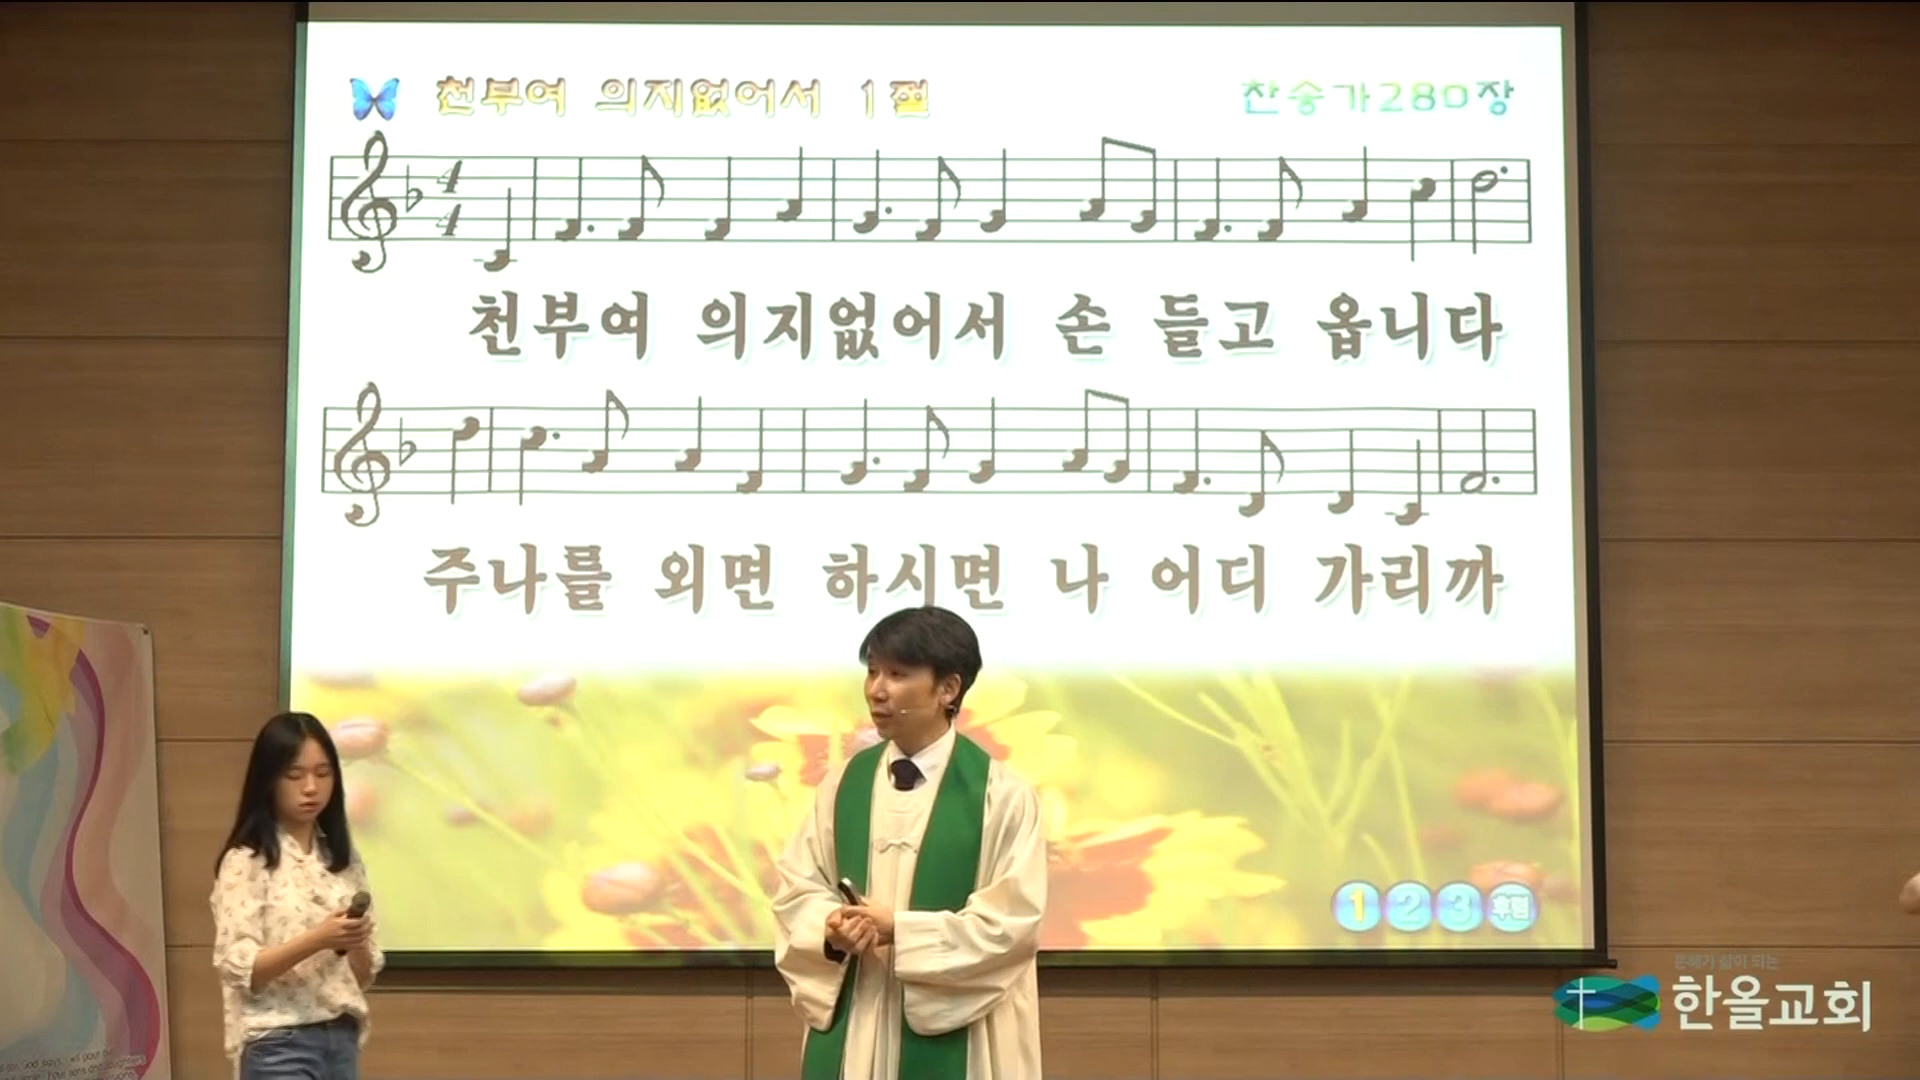 천부여 의지없어서 1절
찬송가280장
4
4
천부여 의지없어서 손 들고 옵니다
주나를 외면 하시면 나 어디 가리까
1 2 3 후렴
은혜가 삶이 되는
한올교회